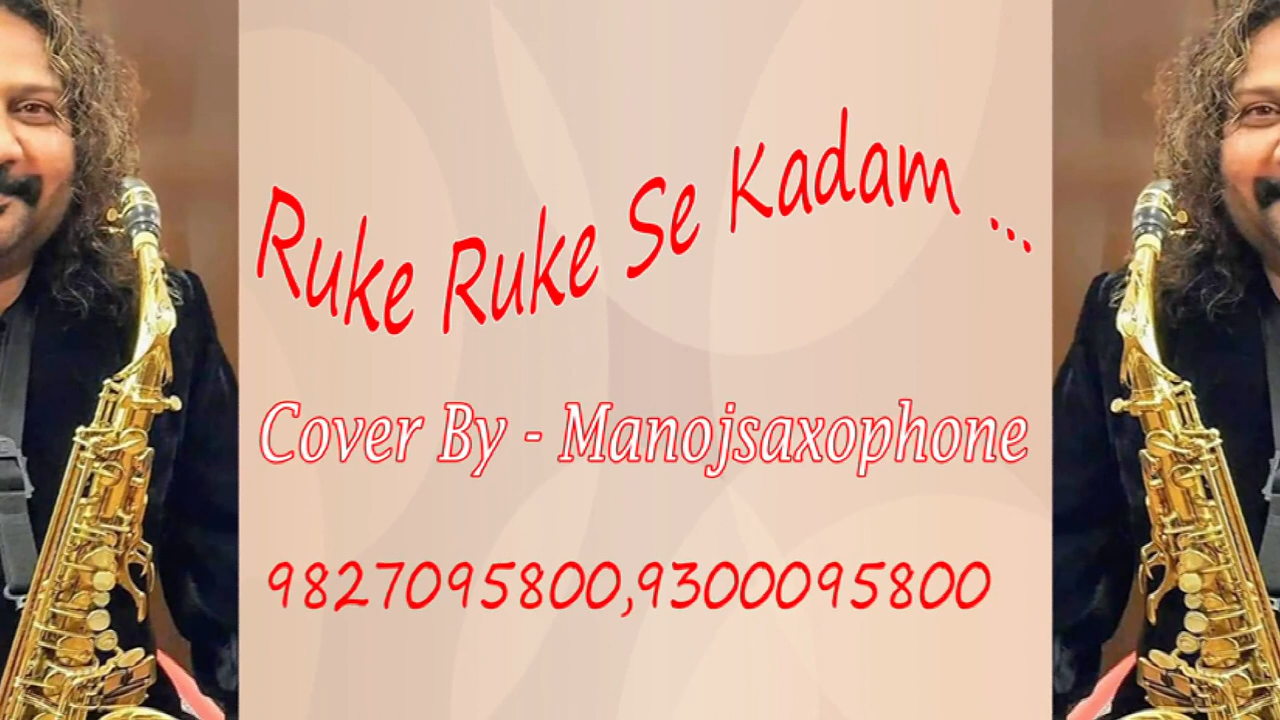 Ruke Ruke Se Kadam ...
Cover By - Manojsaxophone
9827095800,9300095800